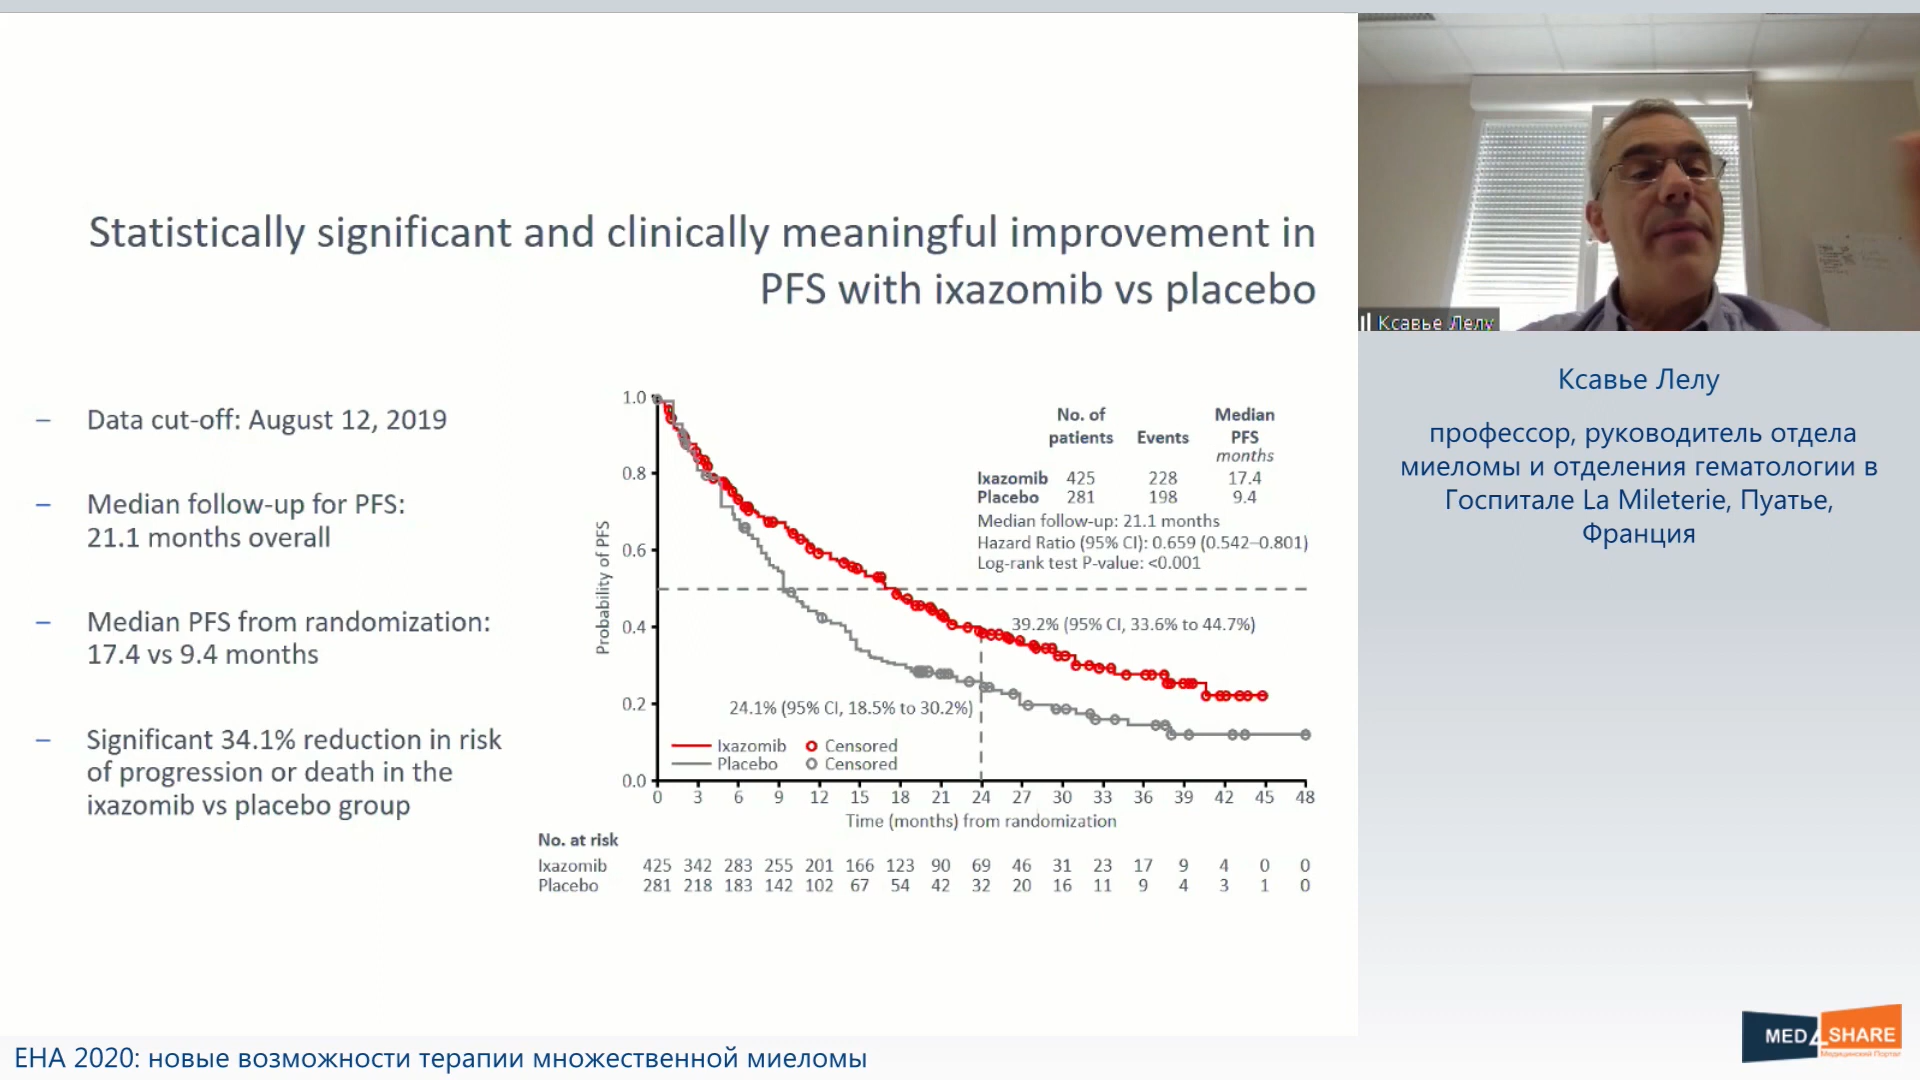 Statistically significant and clinically meaningful improvement in
PFS with ixazomib vs placebo
– Data cut-off: August 12, 2019
– Median follow-up for PFS:
21.1 months overall
– Median PFS from randomization:
17.4 vs 9.4 months
– Significant 34.1% reduction in risk
of progression or death in the
ixazomib vs placebo group
Probability of PFS
1.0
0.8
0.6
0.4
0.2
0.0
No. of patients Events Median PFS months
Ixazomib 425 228 17.4
Placebo 281 198 9.4
Median follow-up: 21.1 months
Hazard Ratio (95% CI): 0.659 (0.542–0.801)
Log-rank test P-value: <0.001
39.2% (95% CI, 33.6% to 44.7%)
24.1% (95% CI, 18.5% to 30.2%)
Ixazomib Censored
Placebo Censored
0 3 6 9 12 15 18 21 24 27 30 33 36 39 42 45 48
Time (months) from randomization
No. at risk
Ixazomib 425 342 283 255 201 166 123 90 69 46 31 23 17 9 4 0 0
Placebo 281 218 183 142 102 67 54 42 32 20 16 11 9 4 3 1 0
Ксавье Лелу
Ксавье Лелу
профессор, руководитель отдела
миеломы и отделения гематологии в
Госпитале La Mileterie, Пуатье,
Франция
MED4SHARE
Медицинский Портал
EHA 2020: новые возможности терапии множественной миеломы